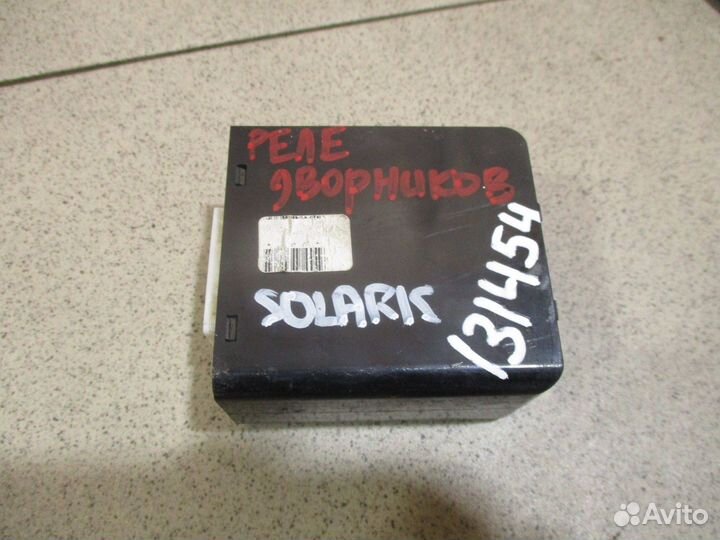 РЕЛЕ
ДВОРНИКОВ
SOLARIS
131454
Avito